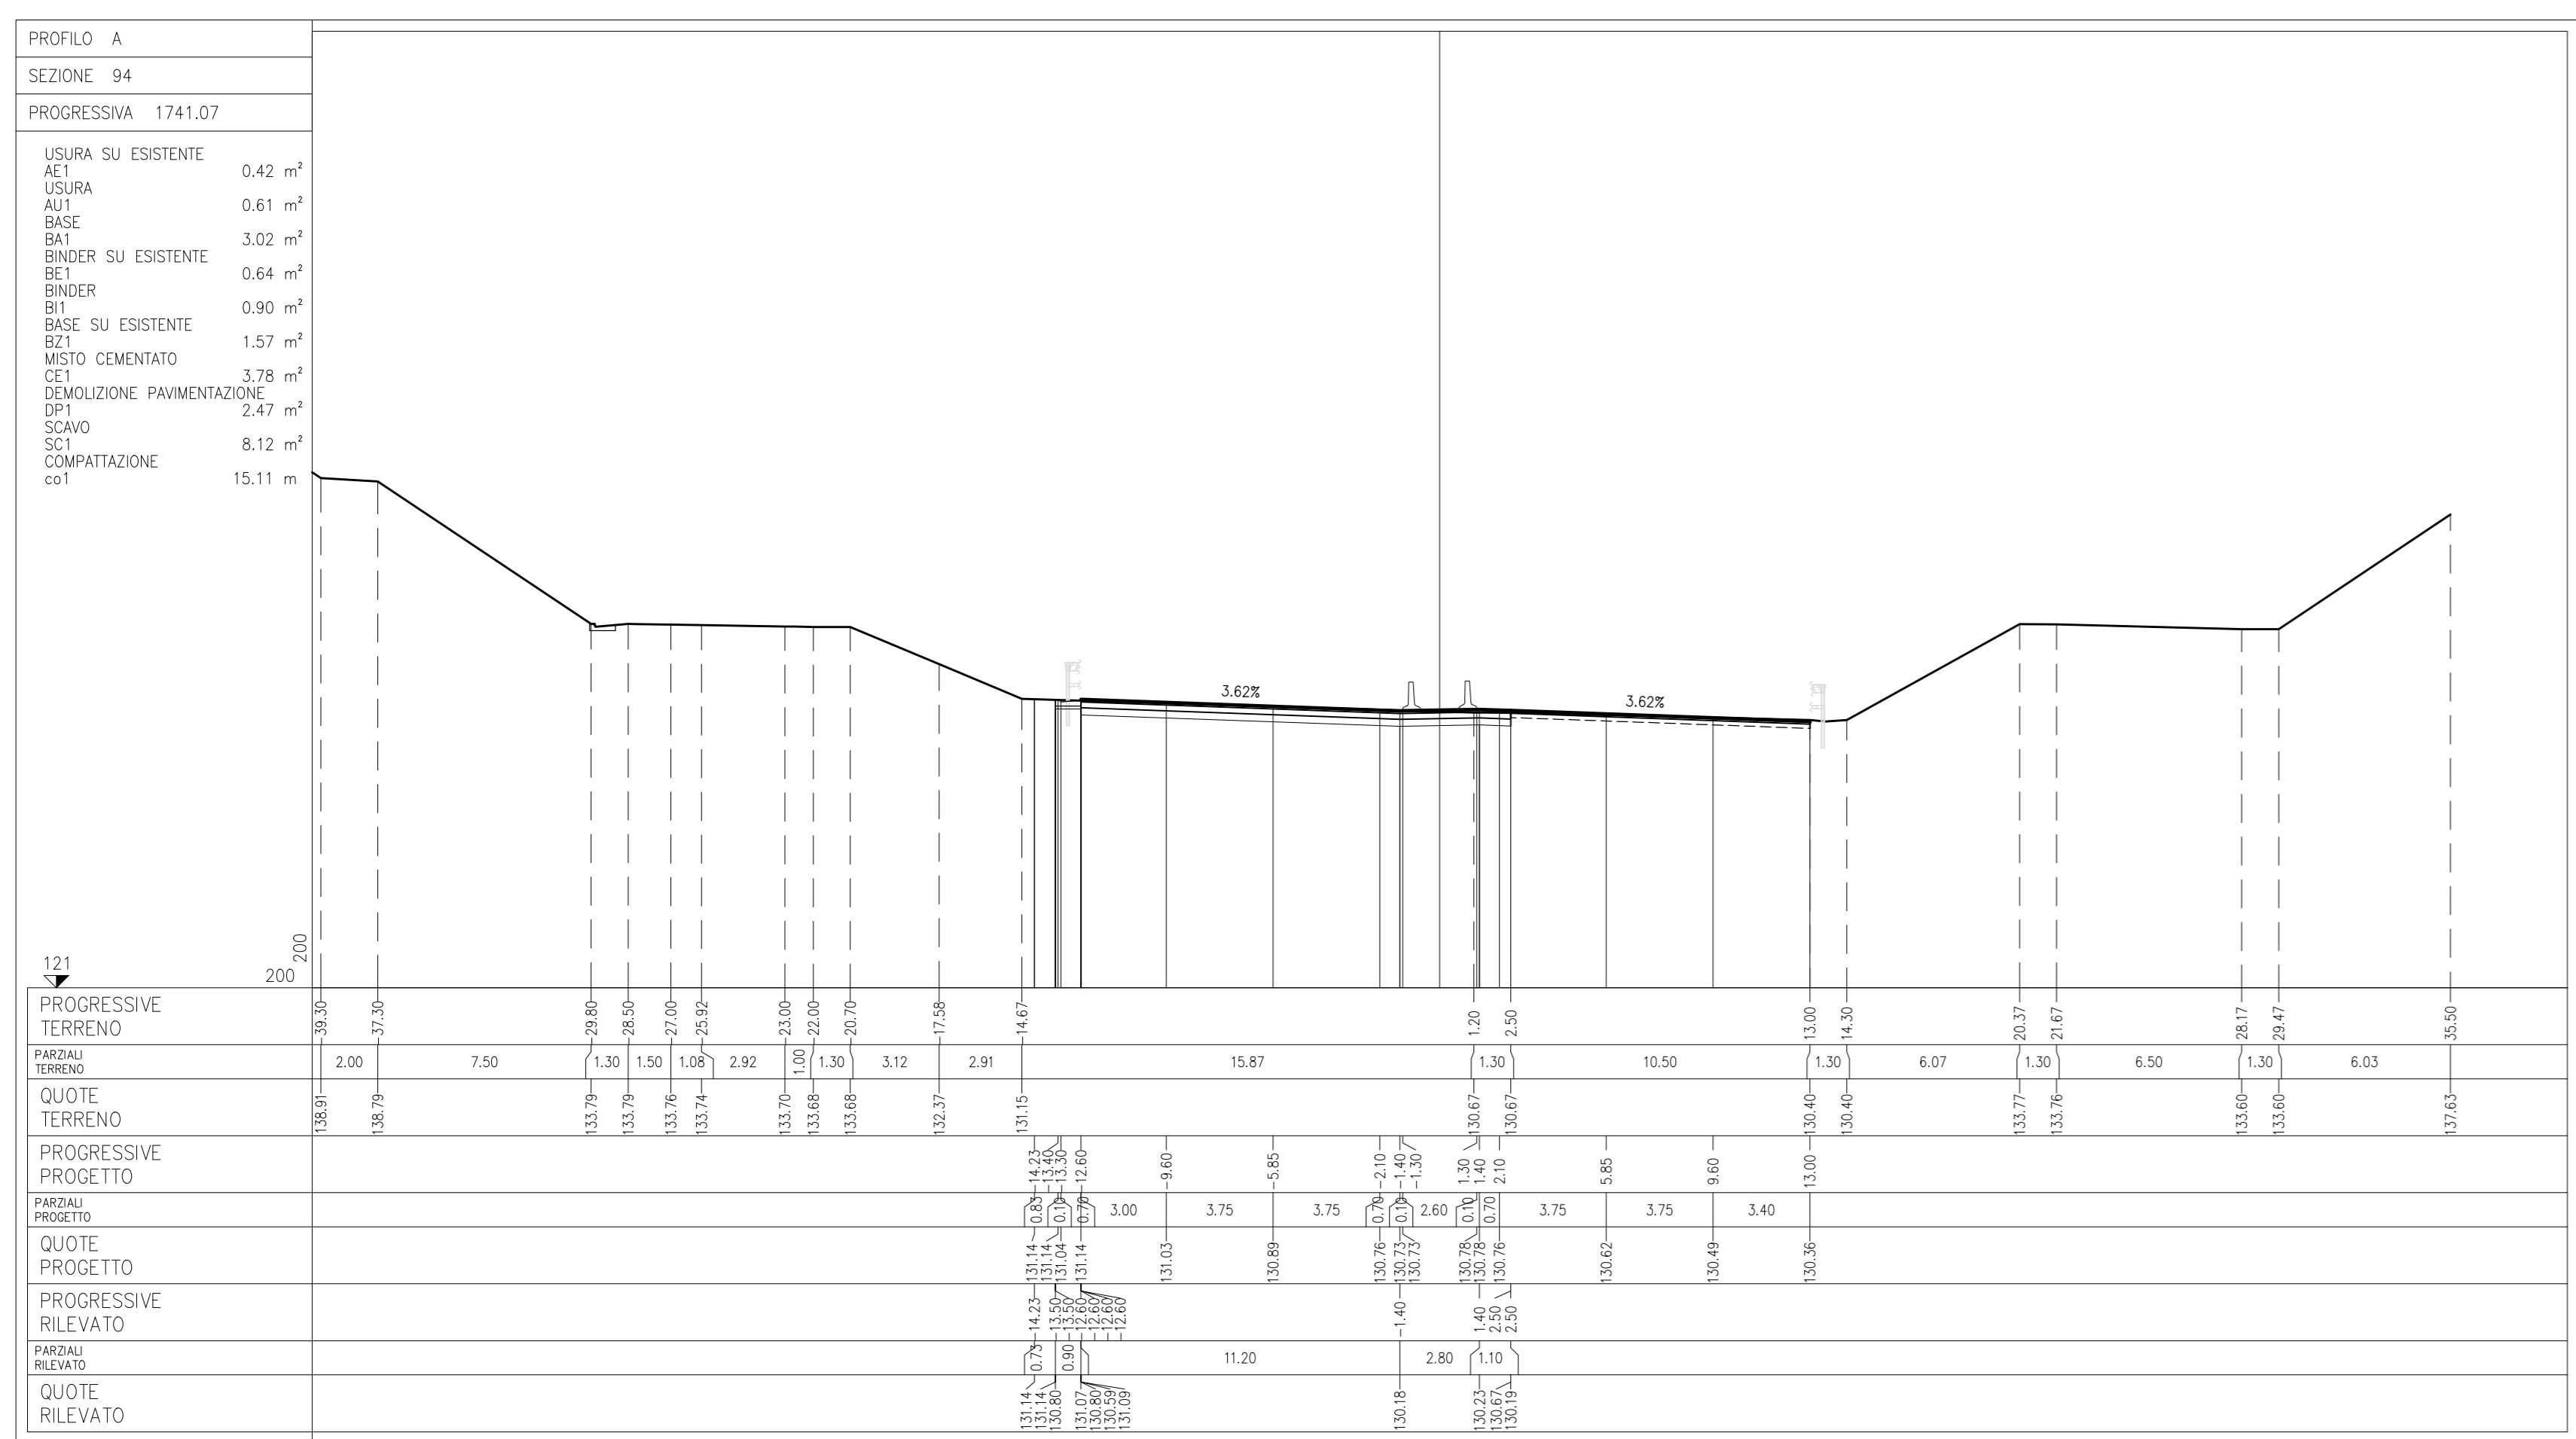 PROFILO A
SEZIONE 94
PROGRESSIVA 1741.07
USURA SU ESISTENTE
AE1 0.42 m²
USURA
AU1 0.61 m²
BASE
BA1 3.02 m²
BINDER SU ESISTENTE
BE1 0.64 m²
BINDER
BI1 0.90 m²
BASE SU ESISTENTE
BZ1 1.57 m²
MISTO CEMENTATO
CE1 3.78 m²
DEMOLIZIONE PAVIMENTAZIONE
DP1 2.47 m²
SCAVO
SC1 8.12 m²
COMPATTAZIONE
co1 15.11 m
3.62% 3.62%
200
121 200
PROGRESSIVE
TERRENO
-39.30 -37.30 -29.80 -28.50 -27.00 -25.92 -23.00 -22.00 -20.70 -17.58 -14.67 1.20 2.50 13.00 14.30 20.37 21.67 28.17 29.47 35.50
PARZIALI
TERRENO
2.00 7.50 1.30 1.50 1.08 2.92 1.00 1.30 3.12 2.91 15.87 1.30 10.50 1.30 6.07 1.30 6.50 1.30 6.03
QUOTE
TERRENO
138.91 138.79 133.79 133.79 133.76 133.74 133.70 133.68 133.68 132.37 131.15 130.67 130.67 130.40 130.40 133.77 133.76 133.60 133.60 137.63
PROGRESSIVE
PROGETTO
-14.23 -13.40 -13.30 -12.60 -9.60 -5.85 -2.10 -1.40 -1.30 1.30 1.40 2.10 5.85 9.60 13.00
PARZIALI
PROGETTO
0.83 0.10 0.70 3.00 3.75 3.75 0.70 0.10 2.60 0.10 0.70 3.75 3.75 3.40
QUOTE
PROGETTO
131.14 131.14 131.04 131.14 131.03 130.89 130.76 130.73 130.73 130.78 130.78 130.76 130.62 130.49 130.36
PROGRESSIVE
RILEVATO
-14.23 -13.50 -13.50 -12.60 -12.60 -12.60 -12.60 -1.40 1.40 2.50 2.50
PARZIALI
RILEVATO
0.73 0.90 11.20 2.80 1.10
QUOTE
RILEVATO
131.14 131.14 130.80 131.07 130.80 130.59 131.09 130.18 130.23 130.67 130.19